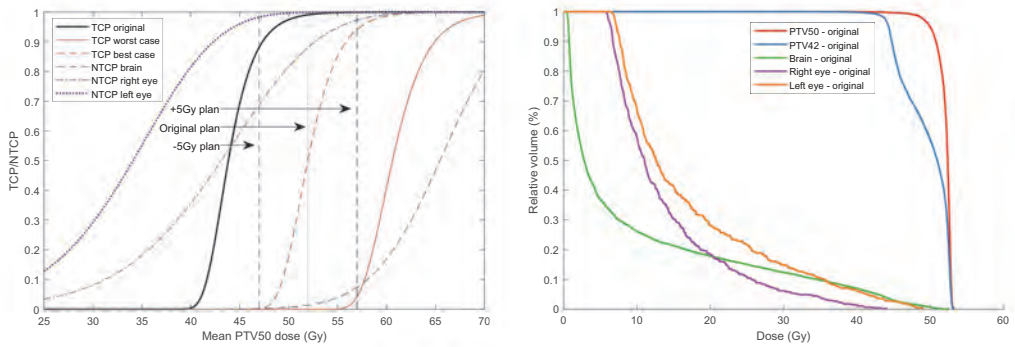 TCP original
TCP worst case
TCP best case
NTCP brain
NTCP right eye
NTCP left eye
+5Gy plan
Original plan
-5Gy plan
TCP/NTCP
1
0.9
0.8
0.7
0.6
0.5
0.4
0.3
0.2
0.1
0
25 30 35 40 45 50 55 60 65 70
Mean PTV50 dose (Gy)
PTV50 - original
PTV42 - original
Brain - original
Right eye - original
Left eye - original
Relative volume (%)
1
0.9
0.8
0.7
0.6
0.5
0.4
0.3
0.2
0.1
0
0 10 20 30 40 50 60
Dose (Gy)